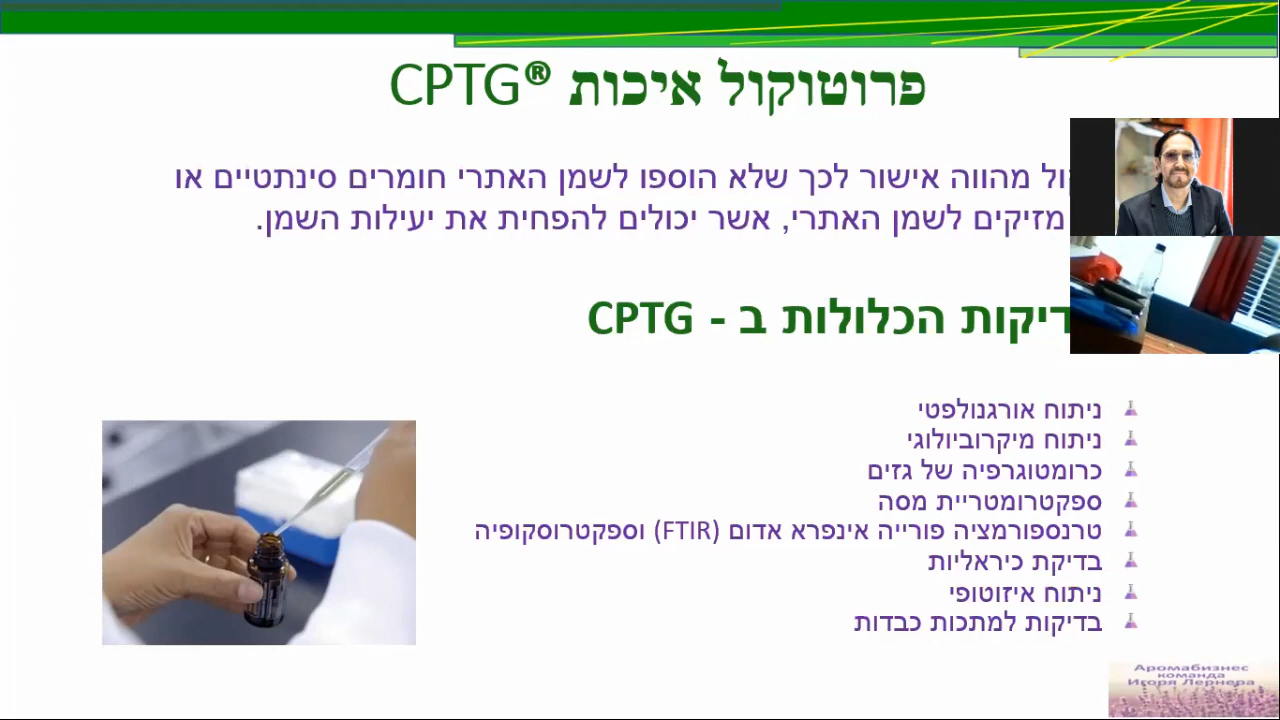 פרוטוקול איכות CPTG®
מהווה אישור לכך שלא הוספו לשמן האתרי חומרים סינתטיים או
מזיקים לשמן האתרי, אשר יכולים להפחית את יעילות השמן.
הכלולות ב - CPTG
ניתוח אורגנולפטי
ניתוח מיקרוביולוגי
כרומטוגרפיה של גזים
ספקטרומטריית מסה
טרנספורמציה פורייה אינפרא אדום (FTIR) וספקטרוסקופיה
בדיקת כיראליות
ניתוח איזוטופי
בדיקות למתכות כבדות
Аромабизнес
команда
Игоря Лернера